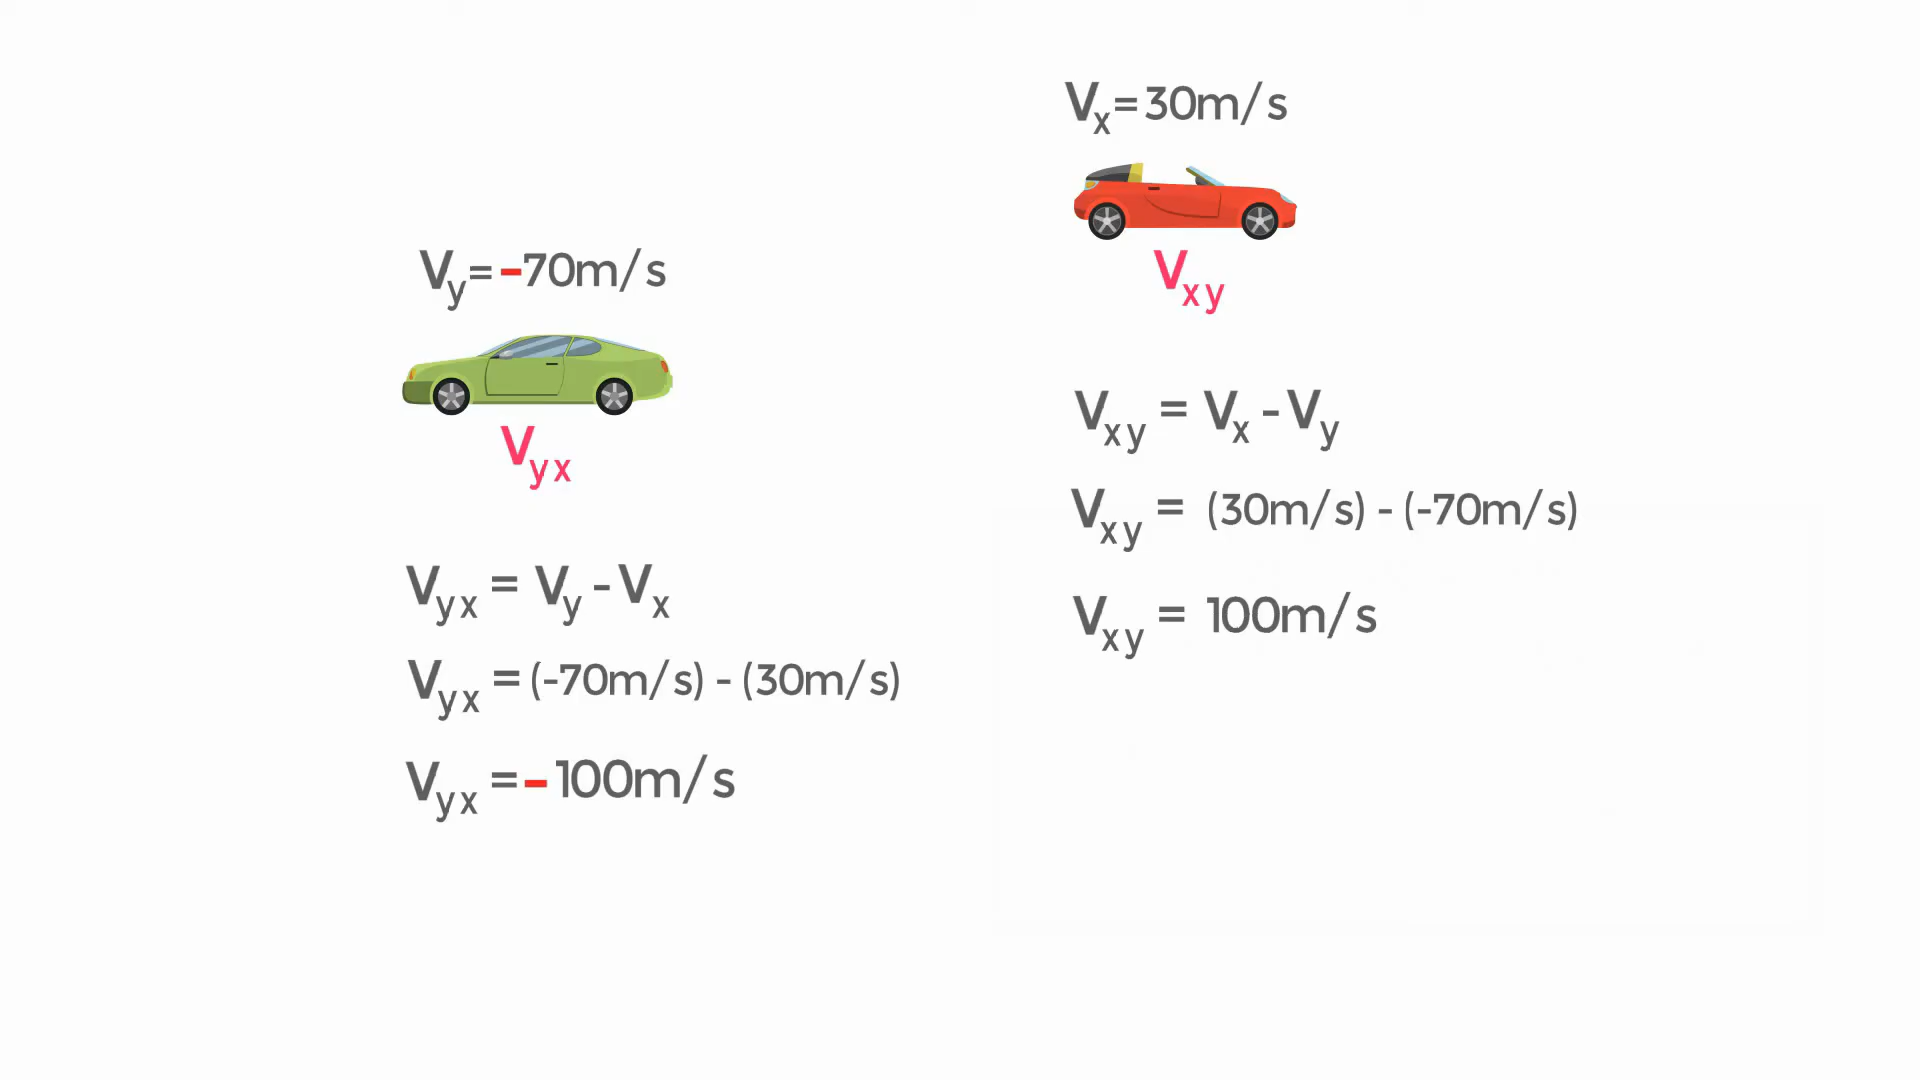 Vx=30m/s
Vxy
Vy=-70m/s
Vyx
Vxy = Vx - Vy
Vxy = (30m/s) - (-70m/s)
Vxy = 100m/s
Vyx = Vy - Vx
Vyx = (-70m/s) - (30m/s)
Vyx = -100m/s